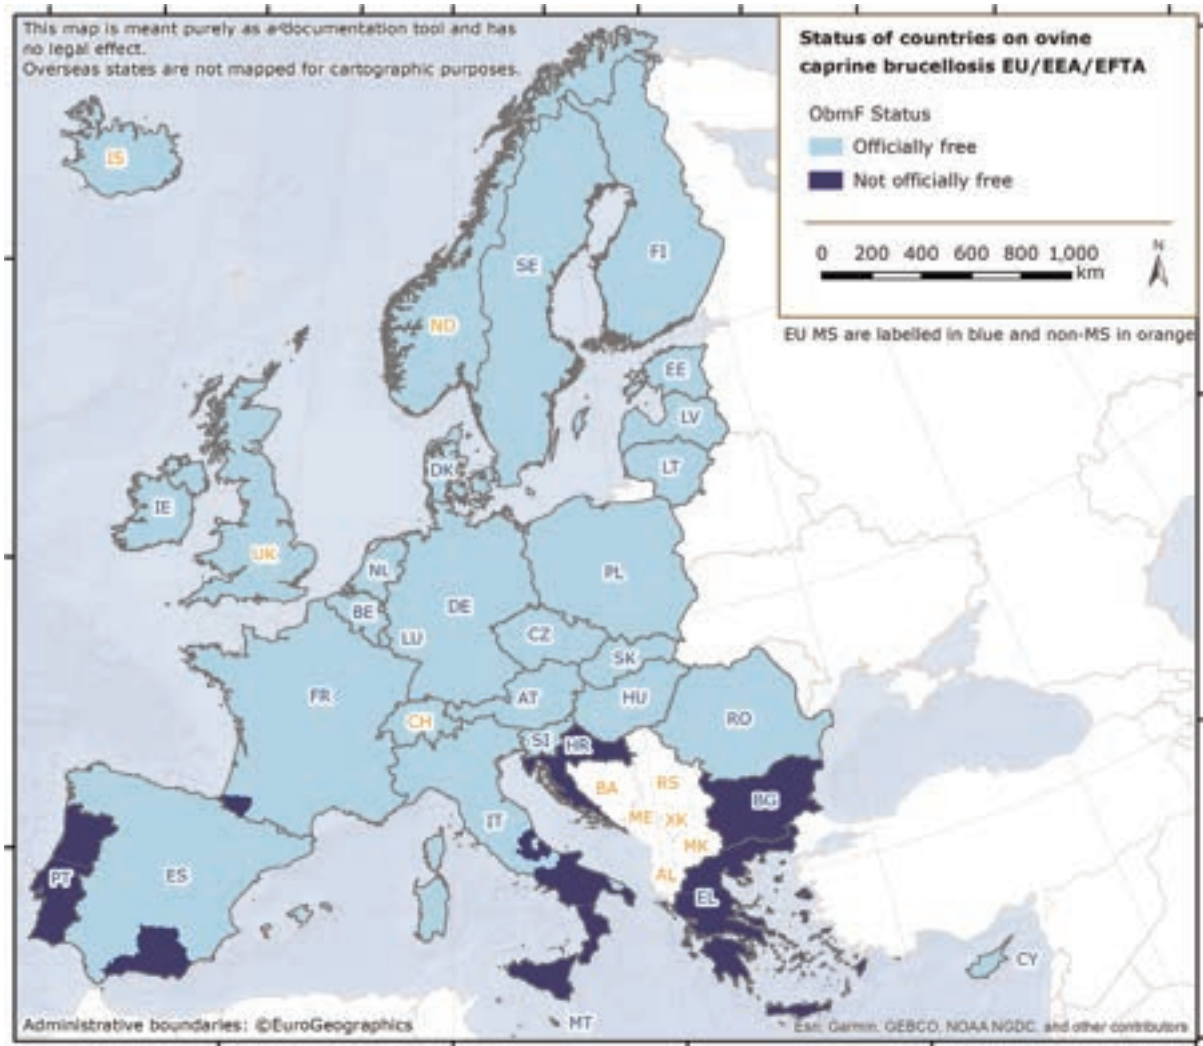 This map is meant purely as a documentation tool and has
no legal effect.
Overseas states are not mapped for cartographic purposes.
Status of countries on ovine
caprine brucellosis EU/EEA/EFTA
ObmF Status
Officially free
Not officially free
0 200 400 600 800 1,000
km
N
EU MS are labelled in blue and non-MS in orange
IS
FI
SE
NO
EE
LV
LT
DK
IE
UK
NL
PL
BE
DE
LU
CZ
SK
FR
AT
HU
CH
RO
SI
HR
BA
RS
BG
ME
XK
IT
MK
PT
ES
AL
EL
CY
MT
Administrative boundaries: ©EuroGeographics
Esri, Garmin, GEBCO, NOAA NGDC, and other contributors